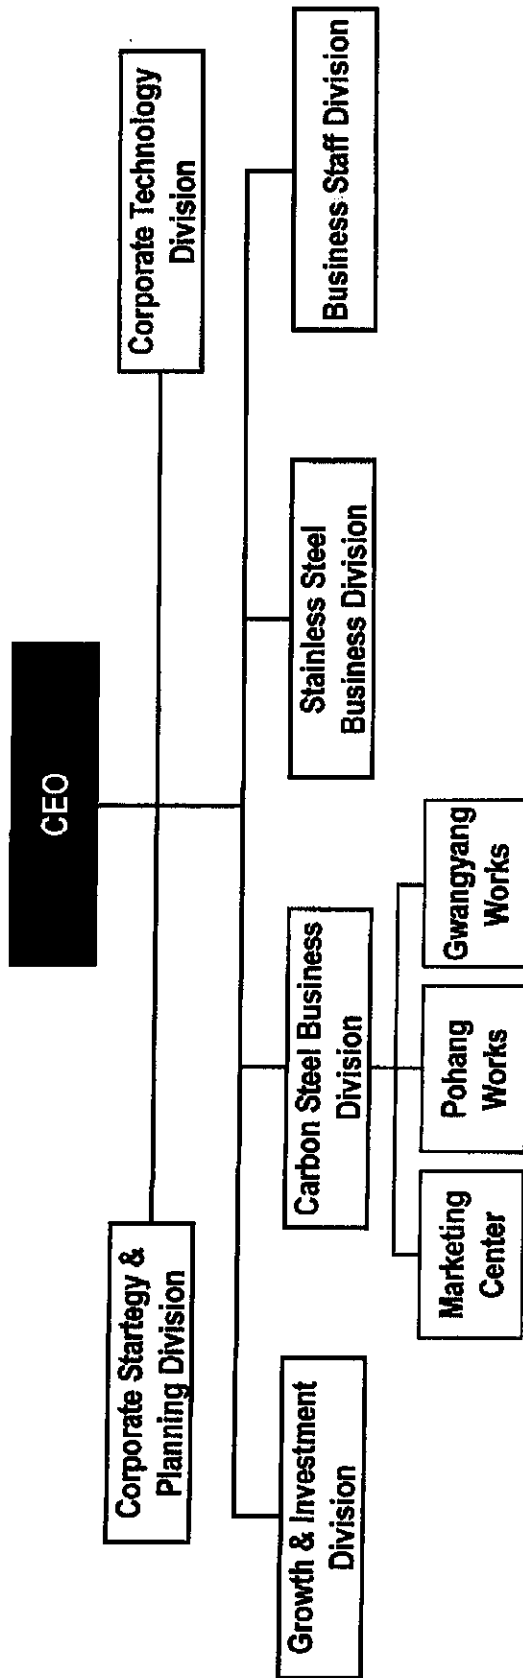 CEO
Corporate Startegy &
Planning Division
Corporate Technology
Division
Growth & Investment
Division
Carbon Steel Business
Division
Stainless Steel
Business Division
Business Staff Division
Marketing
Center
Pohang
Works
Gwangyang
Works